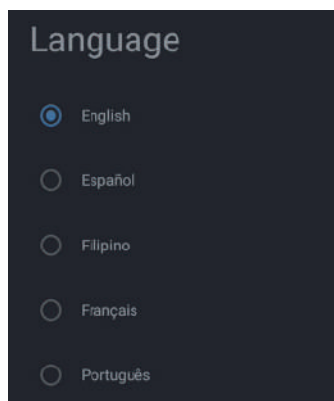 Language
English
Español
Filipino
Français
Português